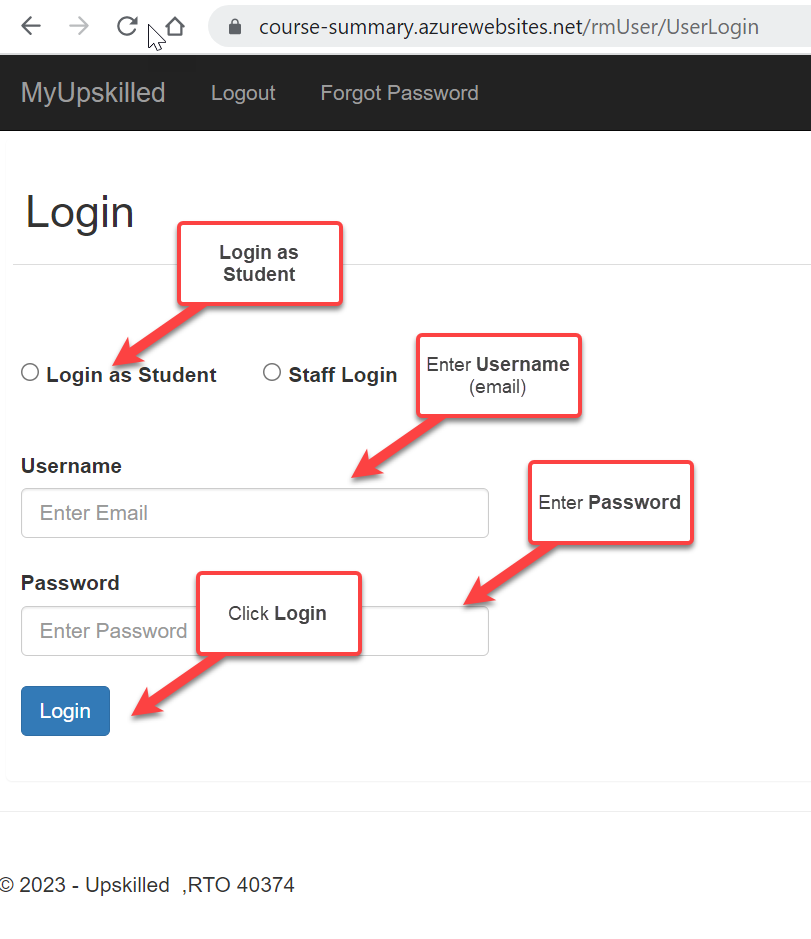 course-summary.azurewebsites.net/rmUser/UserLogin
MyUpskilled Logout Forgot Password
Login
Login as
Student
Login as Student Staff Login
Enter Username
(email)
Username
Enter Email
Enter Password
Password
Click Login
Enter Password
Login
© 2023 - Upskilled ,RTO 40374